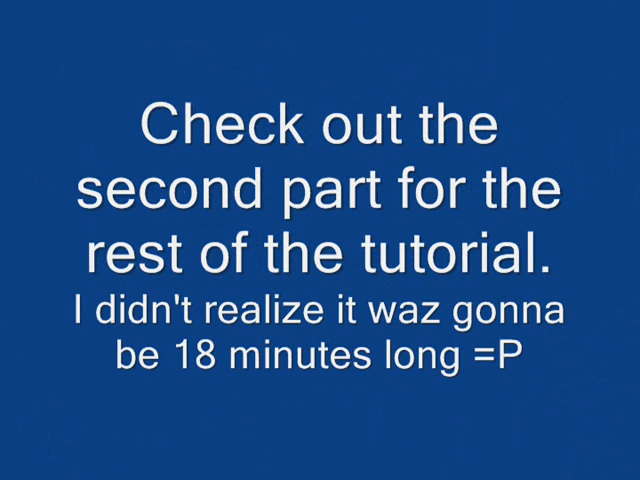 Check out the
second part for the
rest of the tutorial.
I didn't realize it waz gonna
be 18 minutes long =P